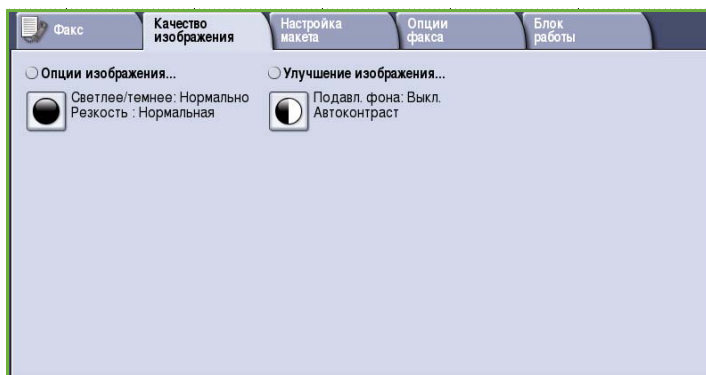 Факс
Качество
изображения
Настройка
макета
Опции
факса
Блок
работы
Опции изображения...
Светлее/темнее: Нормально
Резкость : Нормальная
Улучшение изображения...
Подавл. фона: Выкл.
Автоконтраст